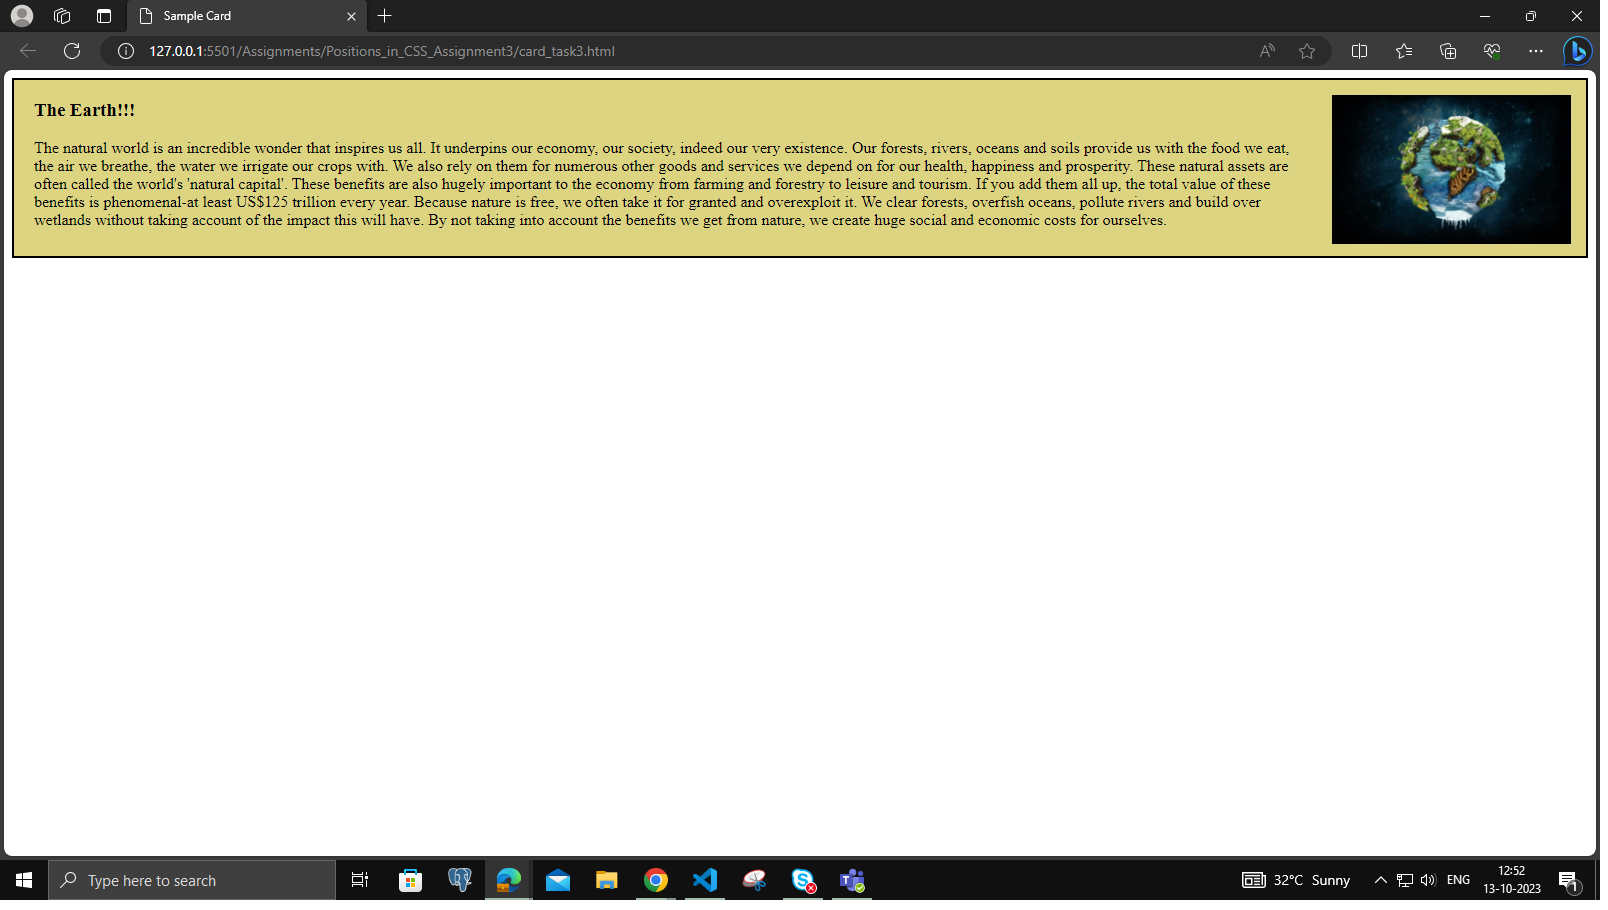 Sample Card
127.0.0.1:5501/Assignments/Positions_in_CSS_Assignment3/card_task3.html
The Earth!!!
The natural world is an incredible wonder that inspires us all. It underpins our economy, our society, indeed our very existence. Our forests, rivers, oceans and soils provide us with the food we eat,
the air we breathe, the water we irrigate our crops with. We also rely on them for numerous other goods and services we depend on for our health, happiness and prosperity. These natural assets are
often called the world's 'natural capital'. These benefits are also hugely important to the economy from farming and forestry to leisure and tourism. If you add them all up, the total value of these
benefits is phenomenal-at least US$125 trillion every year. Because nature is free, we often take it for granted and overexploit it. We clear forests, overfish oceans, pollute rivers and build over
wetlands without taking account of the impact this will have. By not taking into account the benefits we get from nature, we create huge social and economic costs for ourselves.
Type here to search
32°C Sunny
ENG
12:52
13-10-2023
1